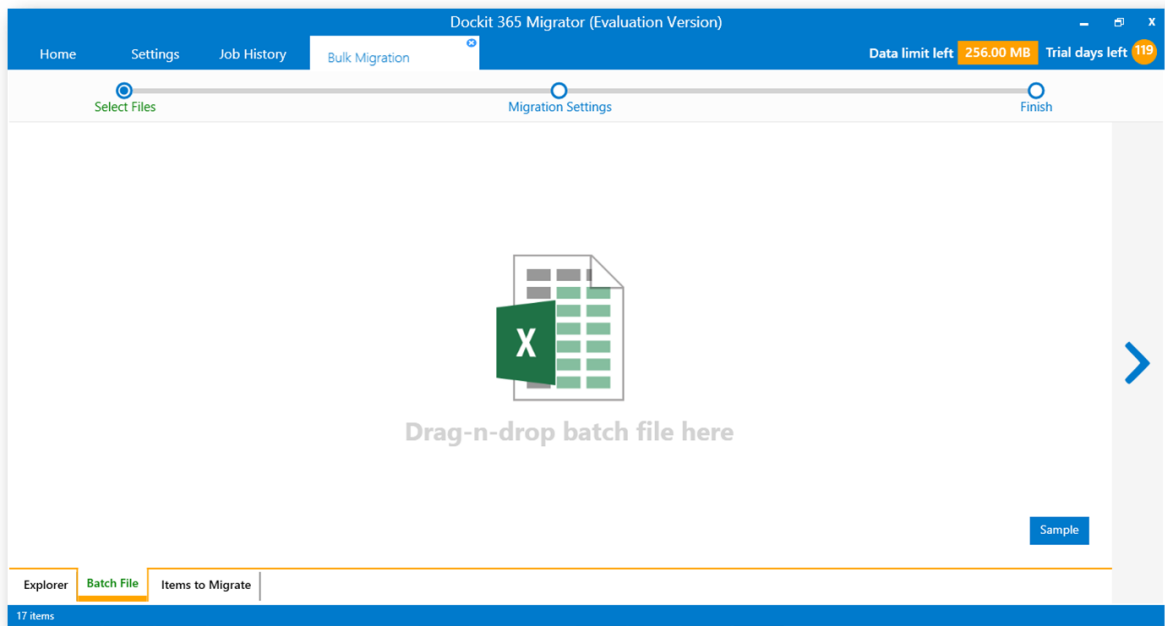 Dockit 365 Migrator (Evaluation Version)
Home Settings Job History Bulk Migration Data limit left 256.00 MB Trial days left 119
Select Files Migration Settings Finish
X
Drag-n-drop batch file here
Sample
Explorer Batch File Items to Migrate
17 items